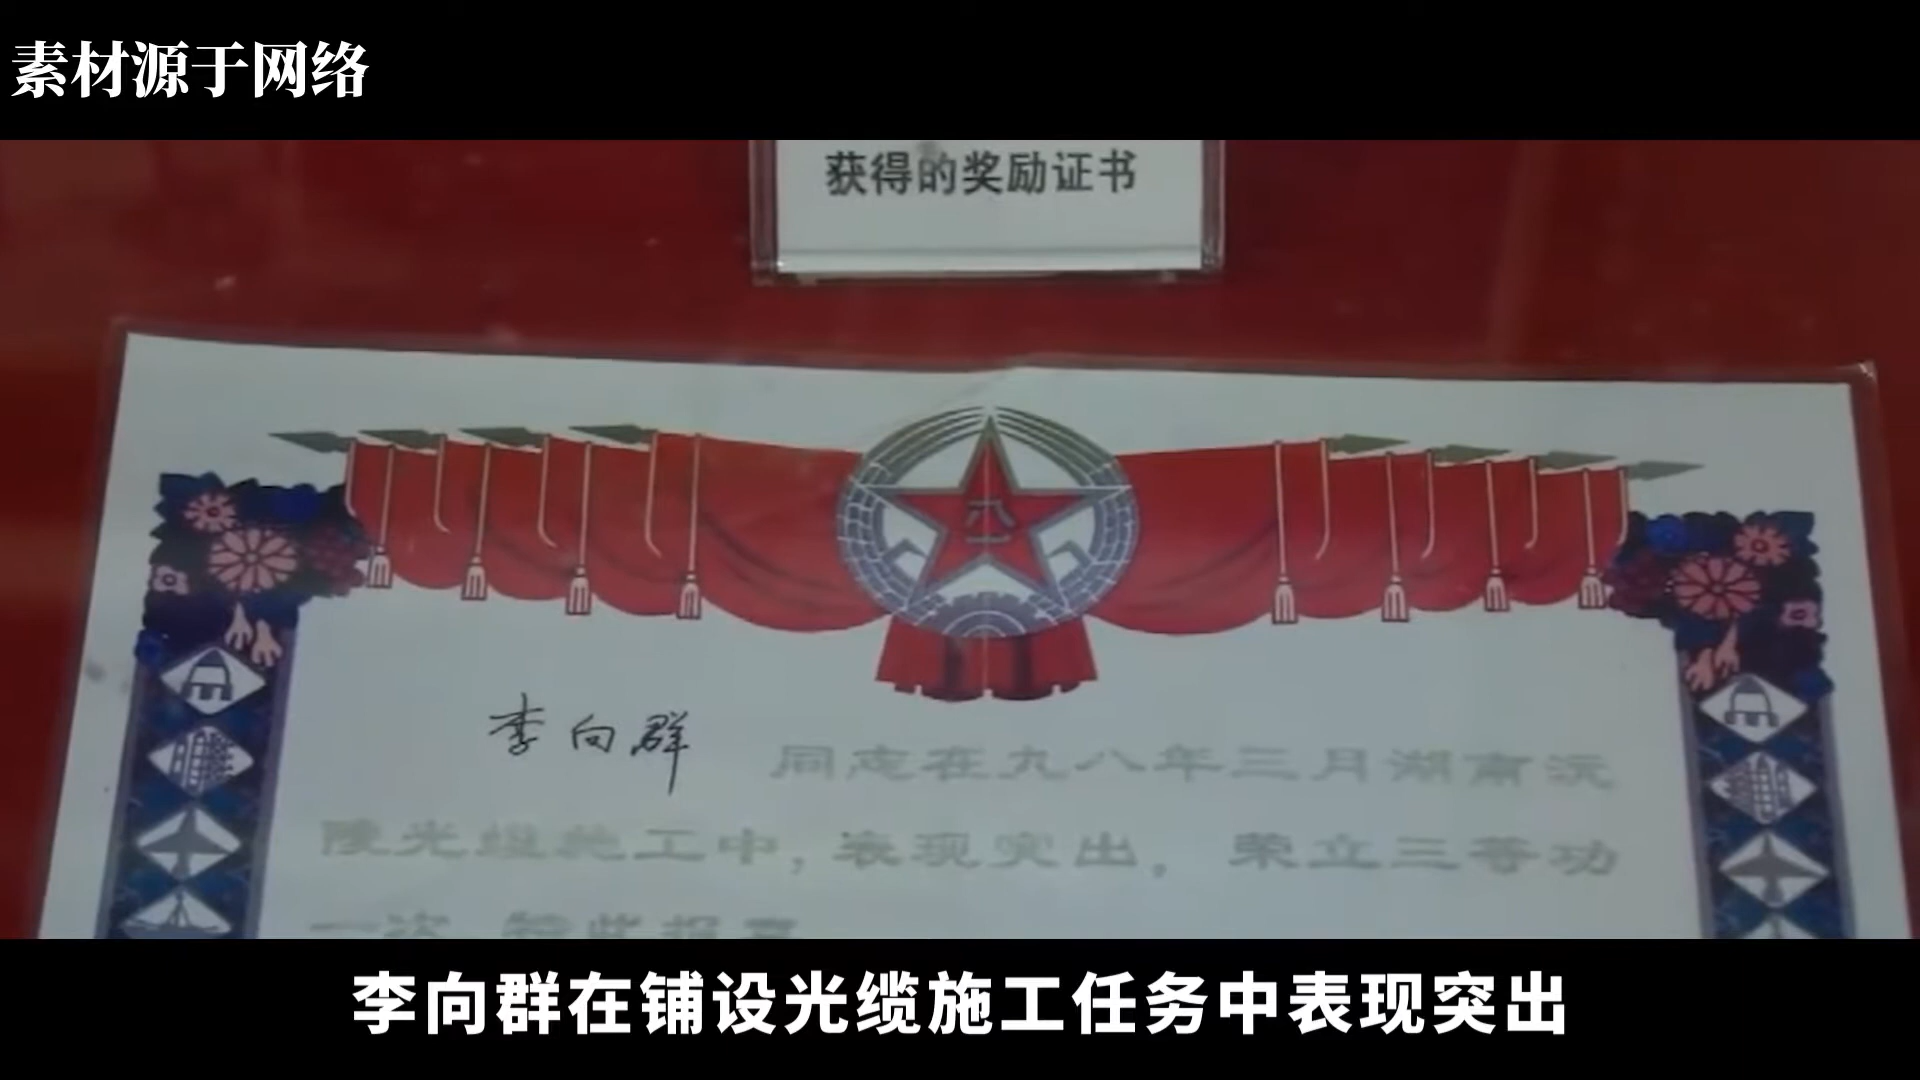 素材源于网络
获得的奖励证书
八一
李向群 同志在九八年三月湖南沅
陵光缆施工中，表现突出，荣立三等功
李向群在铺设光缆施工任务中表现突出